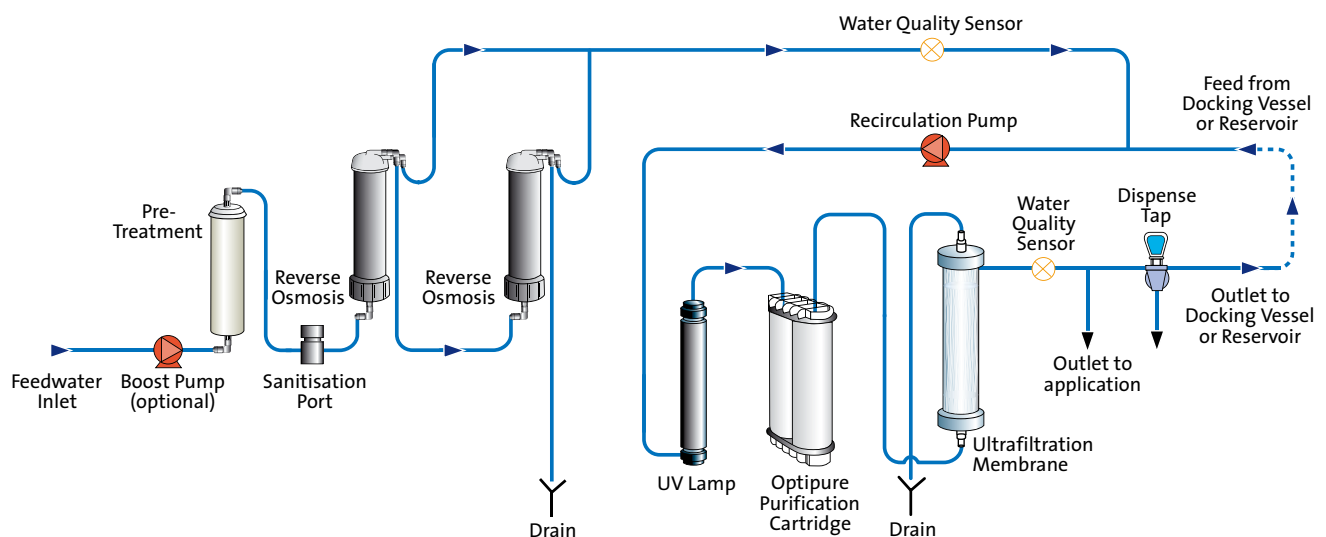 Water Quality Sensor
Feed from
Docking Vessel
or Reservoir
Recirculation Pump
Pre-
Treatment
Water
Quality
Sensor
Dispense
Tap
Reverse
Osmosis
Reverse
Osmosis
Outlet to
Docking Vessel
or Reservoir
Feedwater
Inlet
Boost Pump
(optional)
Sanitisation
Port
Outlet to
application
Ultrafiltration
Membrane
UV Lamp
Optipure
Purification
Cartridge
Drain
Drain